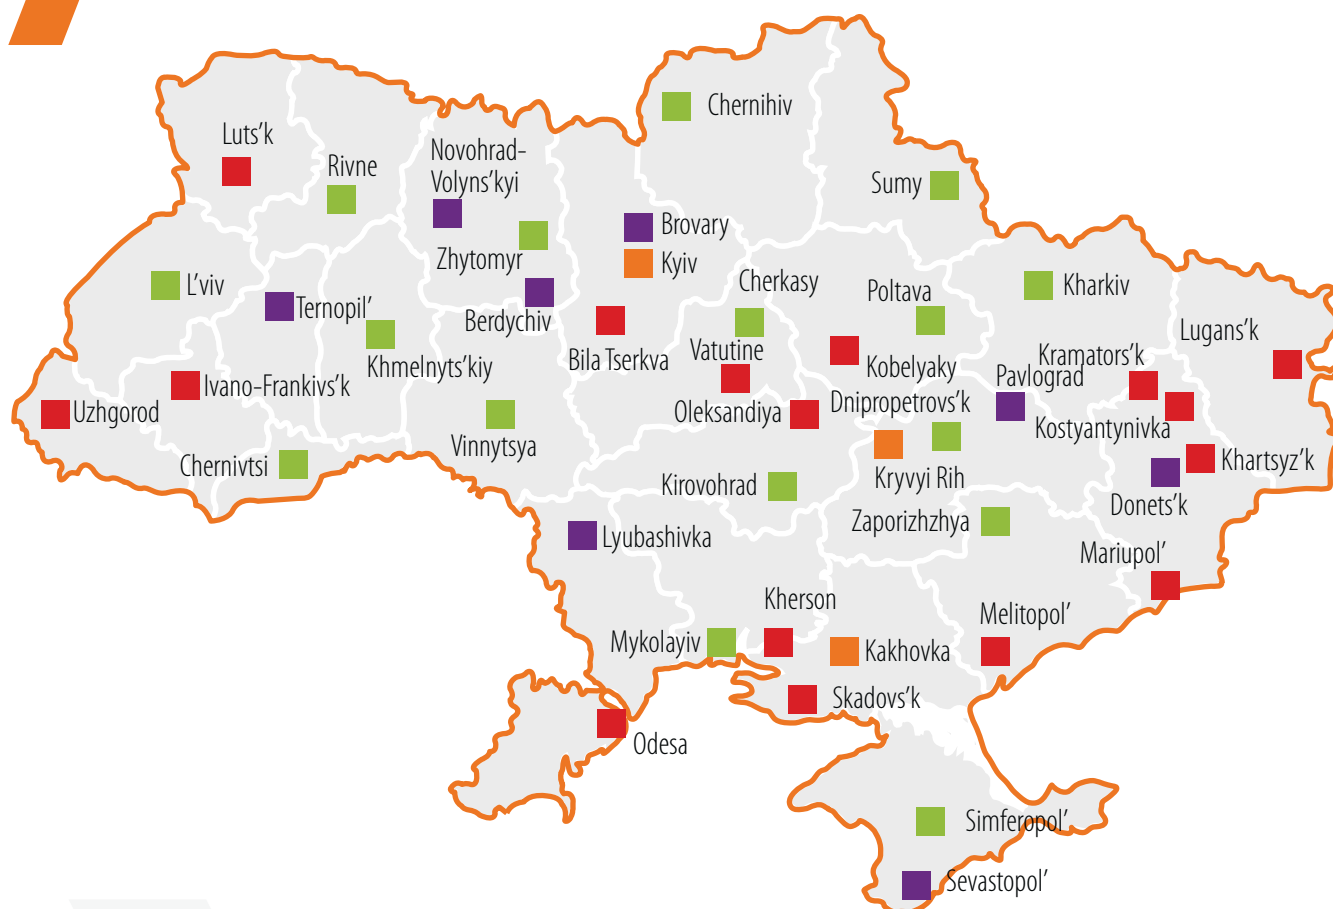 Chernihiv
Luts'k
Novohrad-
Volyns'kyi
Rivne
Sumy
Brovary
Zhytomyr
Kyiv
Cherkasy
L'viv
Poltava
Kharkiv
Ternopil'
Berdychiv
Lugans'k
Khmelnyts'kiy
Bila Tserkva
Vatutine
Kobelyaky
Kramators'k
Pavlograd
Ivano-Frankivs'k
Uzhgorod
Oleksandiya
Dnipropetrovs'k
Kostyantynivka
Vinnytsya
Chernivtsi
Khartsyz'k
Kryvyi Rih
Kirovohrad
Donets'k
Zaporizhzhya
Lyubashivka
Mariupol'
Kherson
Melitopol'
Mykolayiv
Kakhovka
Skadovs'k
Odesa
Simferopol'
Sevastopol'